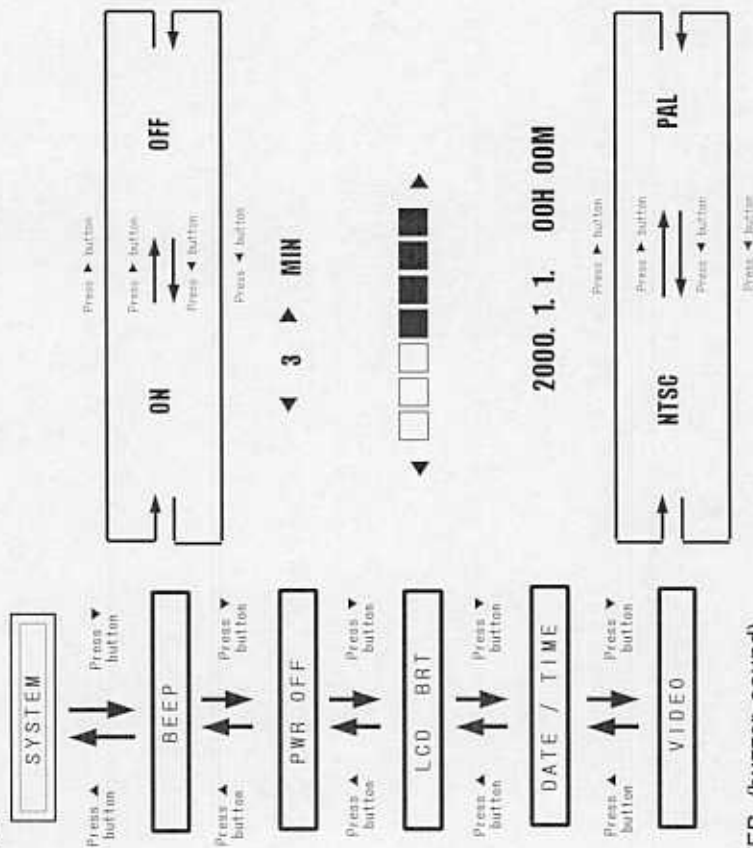 SYSTEM
Press ▲ button
Press ▼ button
BEEP
Press ▶ button
Press ▶ button
ON
OFF
Press ◀ button
Press ◀ button
Press ▲ button
Press ▼ button
PWR OFF
◀ 3 ▶ MIN
Press ▲ button
Press ▼ button
LCD BRT
Press ▲ button
Press ▼ button
DATE / TIME
2000. 1. 1. 00H 00M
Press ▲ button
Press ▼ button
VIDEO
Press ▶ button
Press ▶ button
NTSC
PAL
Press ◀ button
Press ◀ button